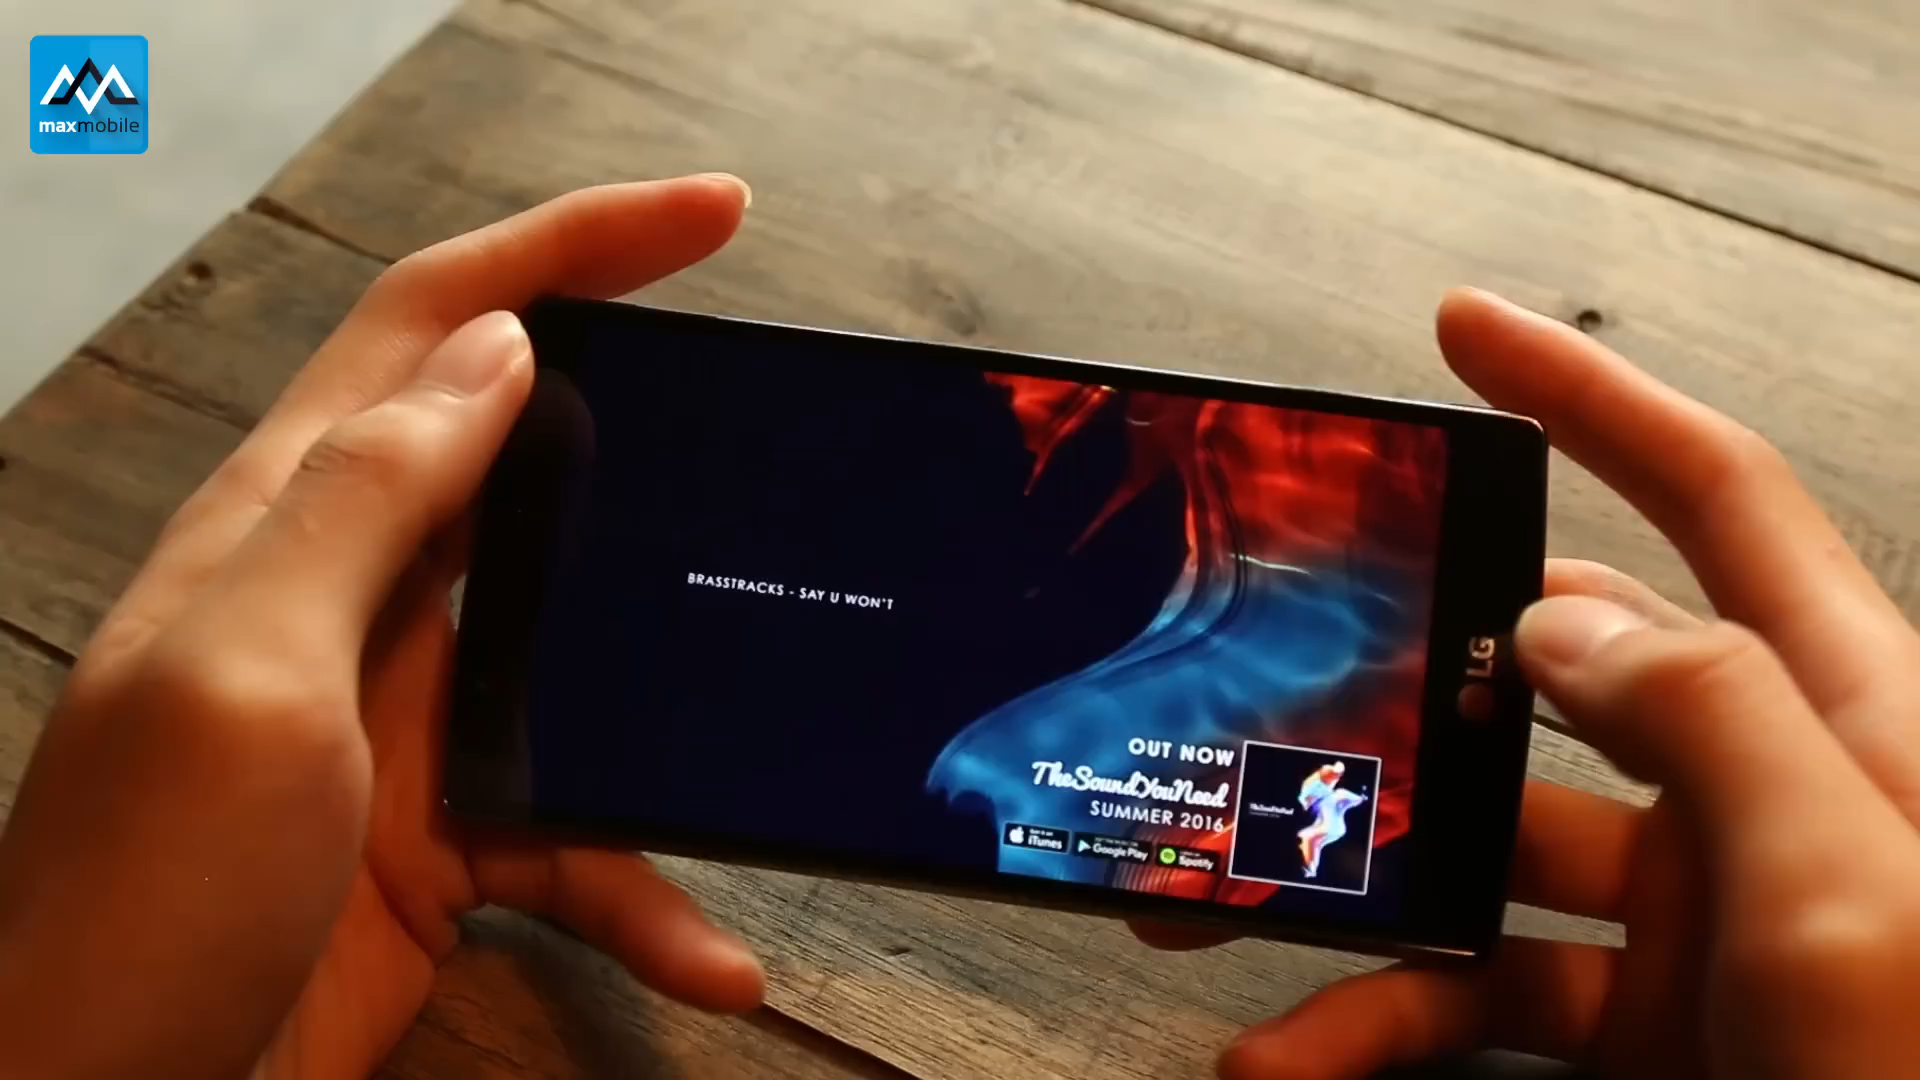 maxmobile
BRASSTRACKS - SAY U WON'T
OUT NOW
TheSoundYouNeed
SUMMER 2016
iTunes
Google Play
Spotify
LG